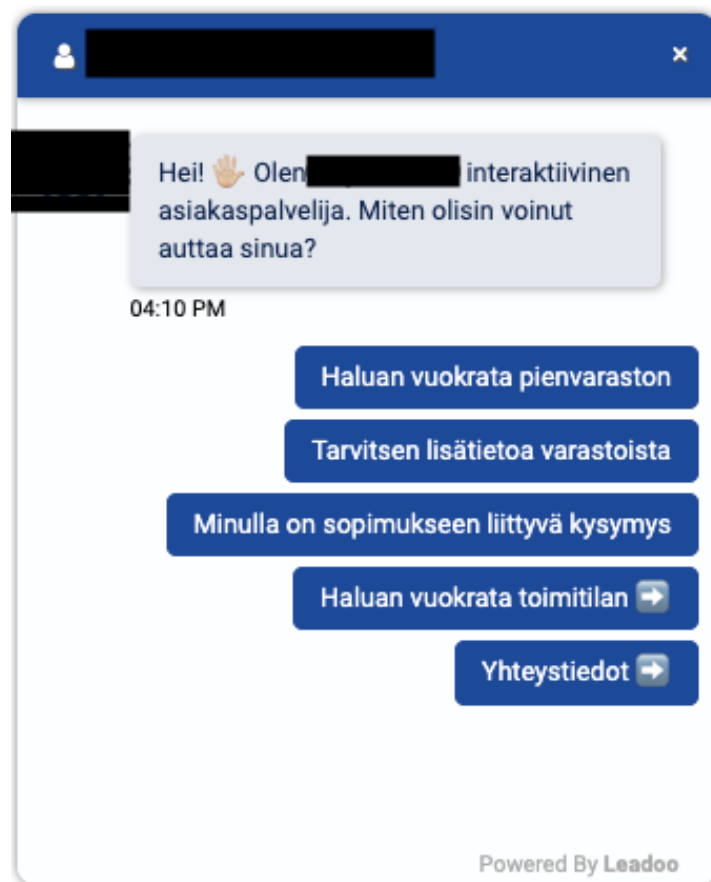 Hei! 🖐🏼 Olen interaktiivinen
asiakaspalvelija. Miten olisin voinut
auttaa sinua?
04:10 PM
Haluan vuokrata pienvaraston
Tarvitsen lisätietoa varastoista
Minulla on sopimukseen liittyvä kysymys
Haluan vuokrata toimitilan ➡️
Yhteystiedot ➡️
Powered By Leadoo